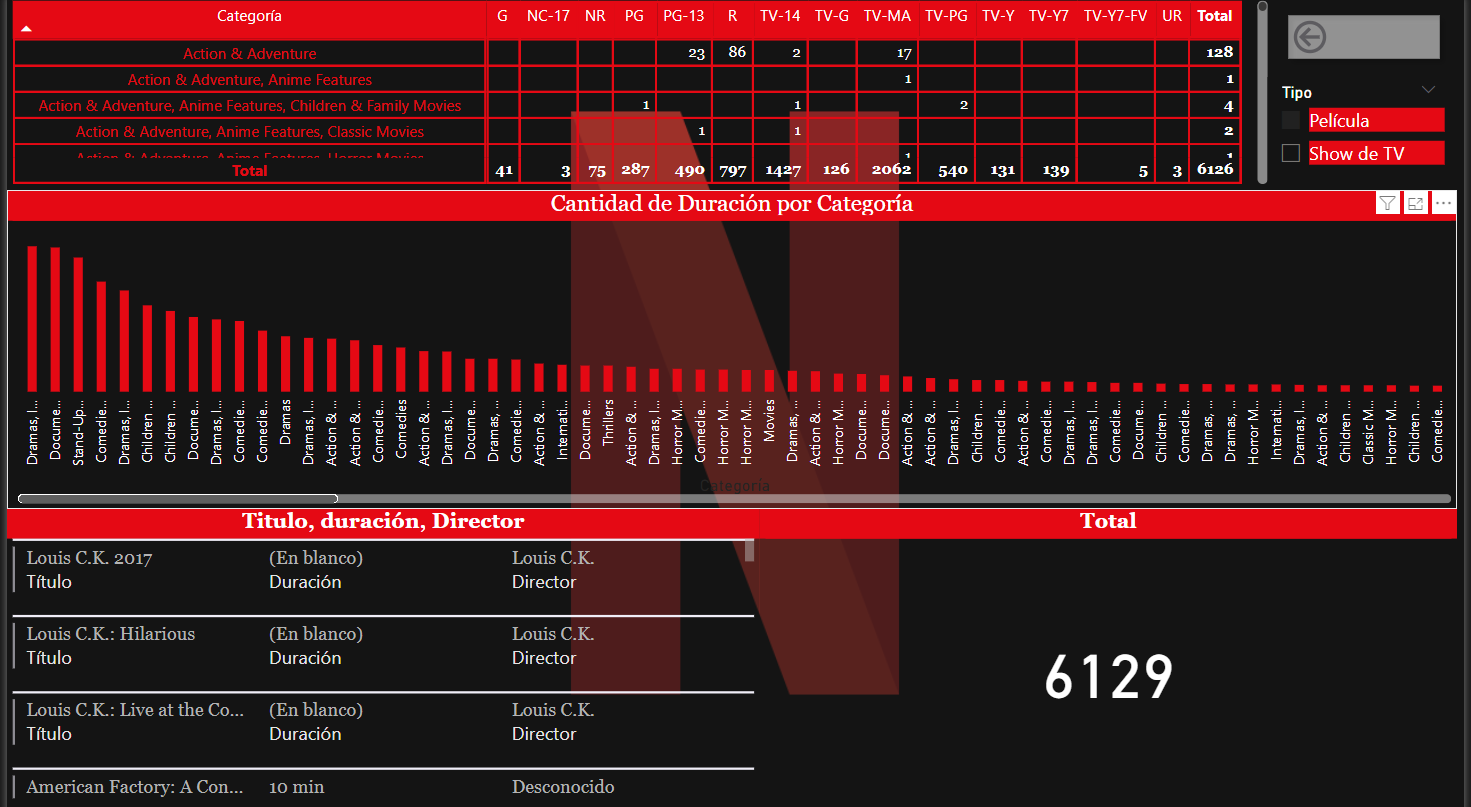 Categoría G NC-17 NR PG PG-13 R TV-14 TV-G TV-MA TV-PG TV-Y TV-Y7 TV-Y7-FV UR Total
Action & Adventure 23 86 2 17 128
Action & Adventure, Anime Features 1 1
Action & Adventure, Anime Features, Children & Family Movies 1 1 2 4
Action & Adventure, Anime Features, Classic Movies 1 1 2
Action & Adventure, Anime Features, Horror Movies 1 1
Total 41 3 75 287 490 797 1427 126 2062 540 131 139 5 3 6126
Tipo
Película
Show de TV
Cantidad de Duración por Categoría
Dramas, I...
Docume...
Stand-Up...
Comedie...
Dramas, I...
Children ...
Children ...
Docume...
Dramas, I...
Comedie...
Comedie...
Dramas
Dramas, I...
Action & ...
Action & ...
Comedie...
Comedies
Action & ...
Dramas, I...
Docume...
Dramas, ...
Comedie...
Action & ...
Internati...
Docume...
Thrillers
Action & ...
Dramas, I...
Horror M...
Comedie...
Horror M...
Horror M...
Movies
Dramas, ...
Action & ...
Horror M...
Docume...
Docume...
Action & ...
Action & ...
Dramas, I...
Children ...
Comedie...
Action & ...
Comedie...
Dramas, I...
Dramas, I...
Comedie...
Docume...
Children ...
Comedie...
Dramas, ...
Dramas, ...
Horror M...
Internati...
Dramas, I...
Action & ...
Children ...
Classic M...
Horror M...
Children ...
Comedie...
Categoría
Titulo, duración, Director
Total
Louis C.K. 2017 (En blanco) Louis C.K.
Título Duración Director
Louis C.K.: Hilarious (En blanco) Louis C.K.
Título Duración Director
Louis C.K.: Live at the Co... (En blanco) Louis C.K.
Título Duración Director
American Factory: A Con... 10 min Desconocido
6129